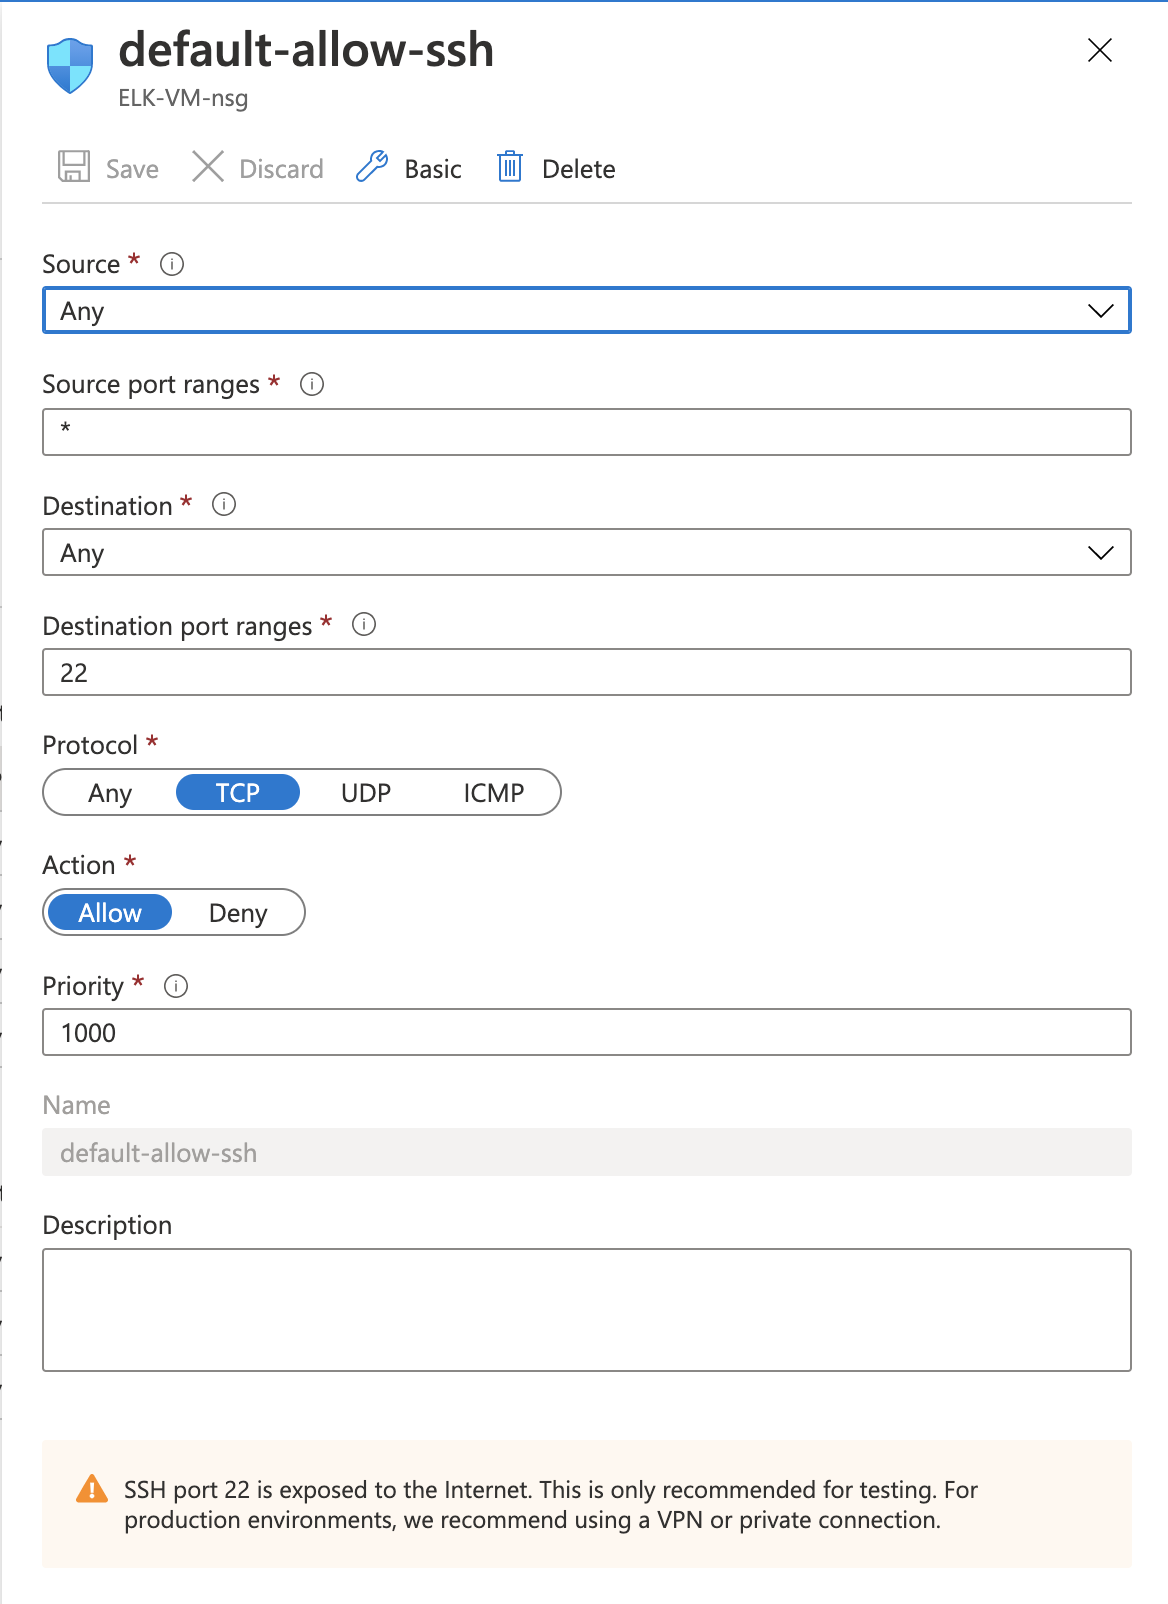 default-allow-ssh
ELK-VM-nsg
Save Discard Basic Delete
Source *
Any
Source port ranges *
*
Destination *
Any
Destination port ranges *
22
Protocol *
Any TCP UDP ICMP
Action *
Allow Deny
Priority *
1000
Name
default-allow-ssh
Description
SSH port 22 is exposed to the Internet. This is only recommended for testing. For
production environments, we recommend using a VPN or private connection.